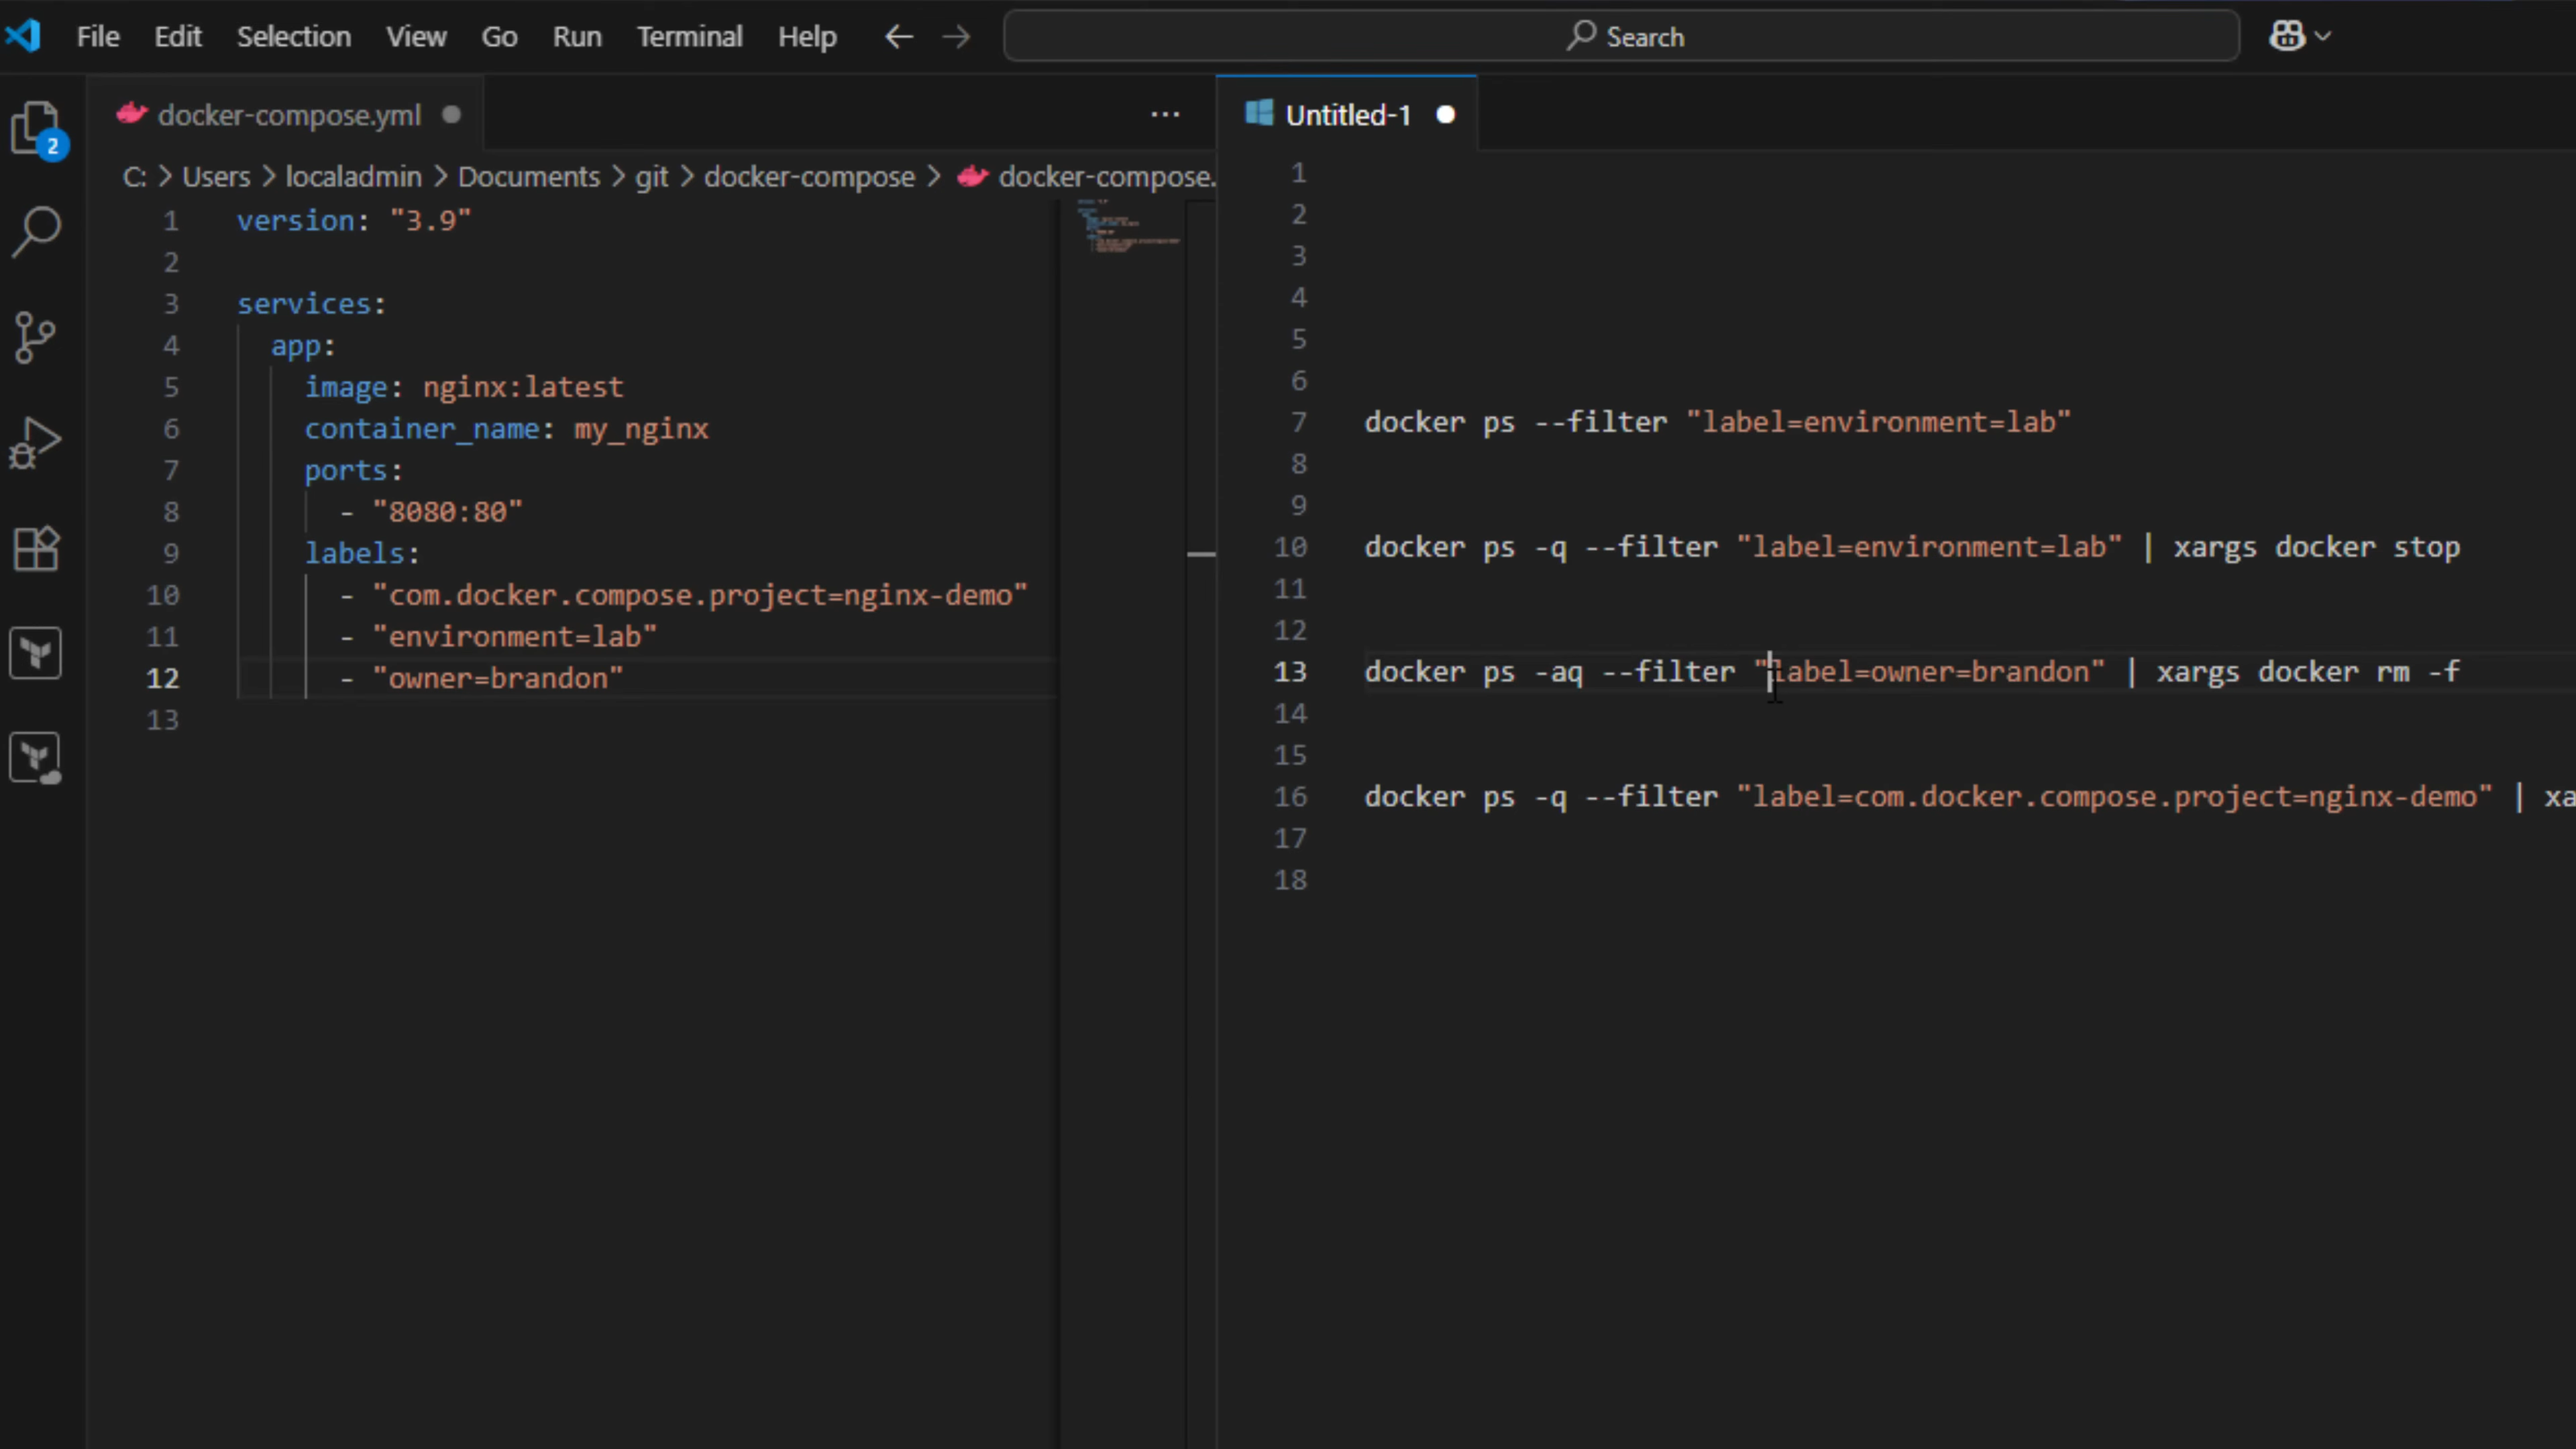 File Edit Selection View Go Run Terminal Help Search
docker-compose.yml
C: > Users > localadmin > Documents > git > docker-compose > docker-compose.
1 version: "3.9"
2
3 services:
4 app:
5 image: nginx:latest
6 container_name: my_nginx
7 ports:
8 - "8080:80"
9 labels:
10 - "com.docker.compose.project=nginx-demo"
11 - "environment=lab"
12 - "owner=brandon"
13
2
Untitled-1
1
2
3
4
5
6
7 docker ps --filter "label=environment=lab"
8
9
10 docker ps -q --filter "label=environment=lab" | xargs docker stop
11
12
13 docker ps -aq --filter "label=owner=brandon" | xargs docker rm -f
14
15
16 docker ps -q --filter "label=com.docker.compose.project=nginx-demo" | xa
17
18